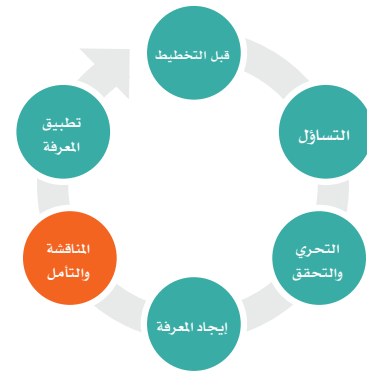 قبل التخطيط
التساؤل
التحري
والتحقق
إيجاد المعرفة
المناقشة
والتأمل
تطبيق
المعرفة